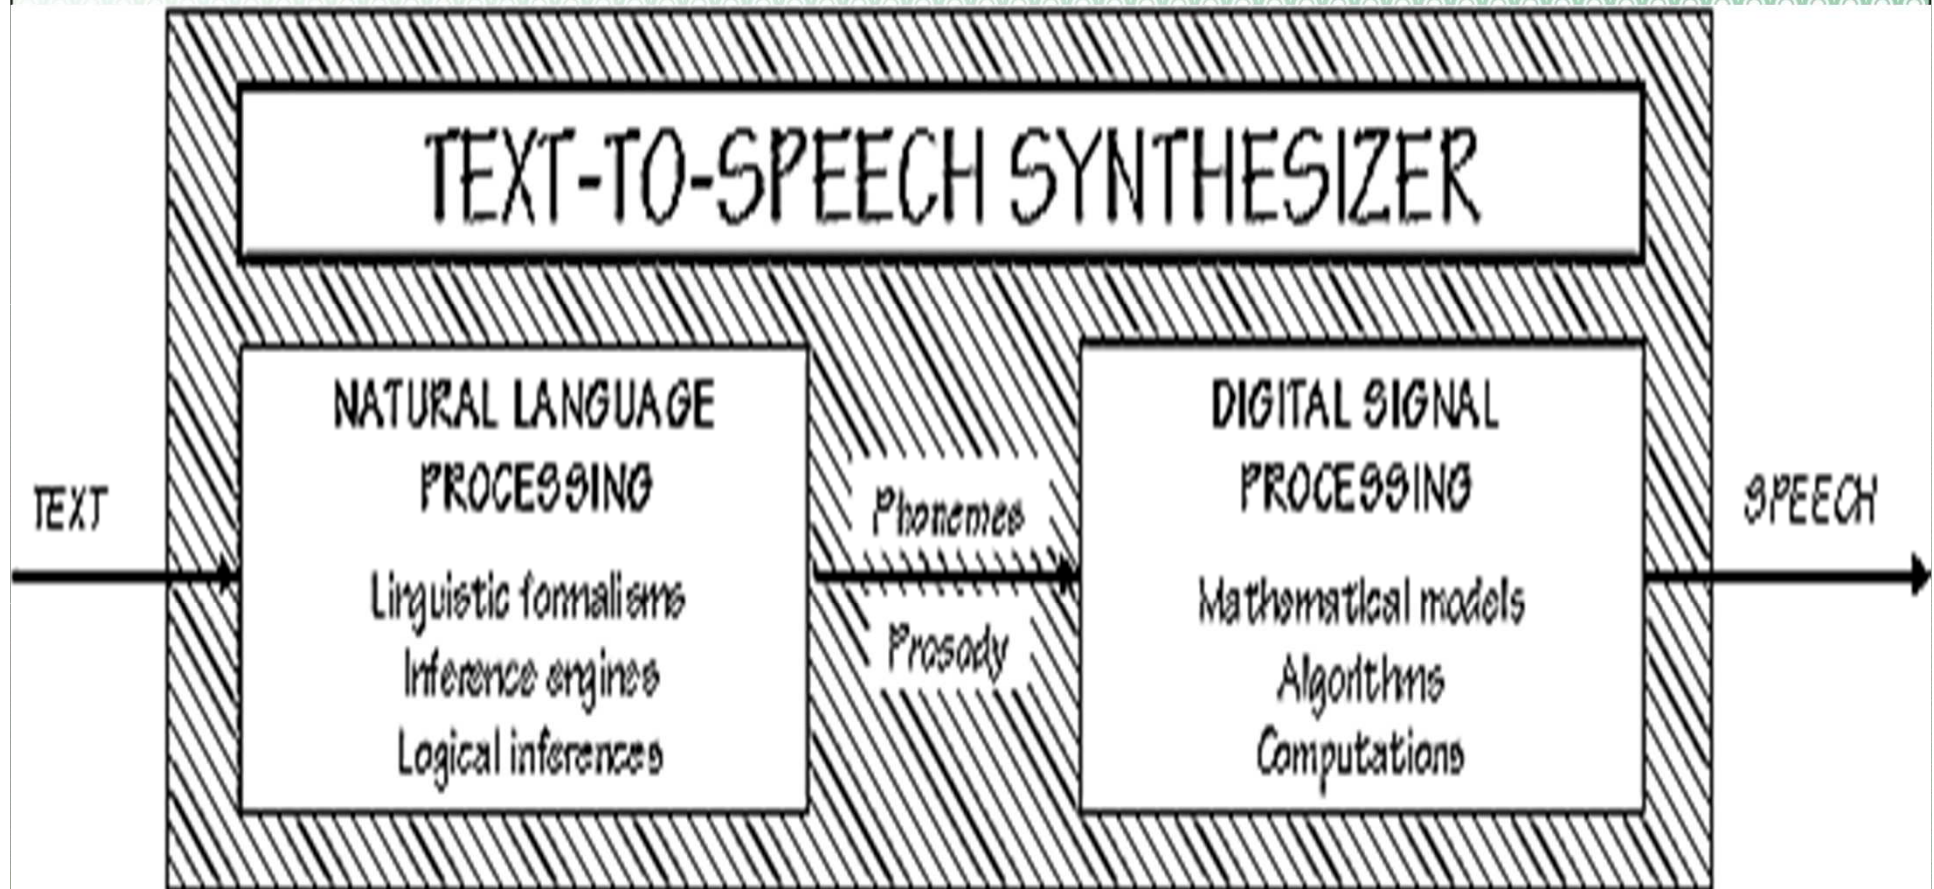 TEXT-TO-SPEECH SYNTHESIZER
NATURAL LANGUAGE
PROCESSING
Linguistic formalisms
Inference engines
Logical inferences
TEXT
Phonemes
Prosody
DIGITAL SIGNAL
PROCESSING
Mathematical models
Algorithms
Computations
SPEECH